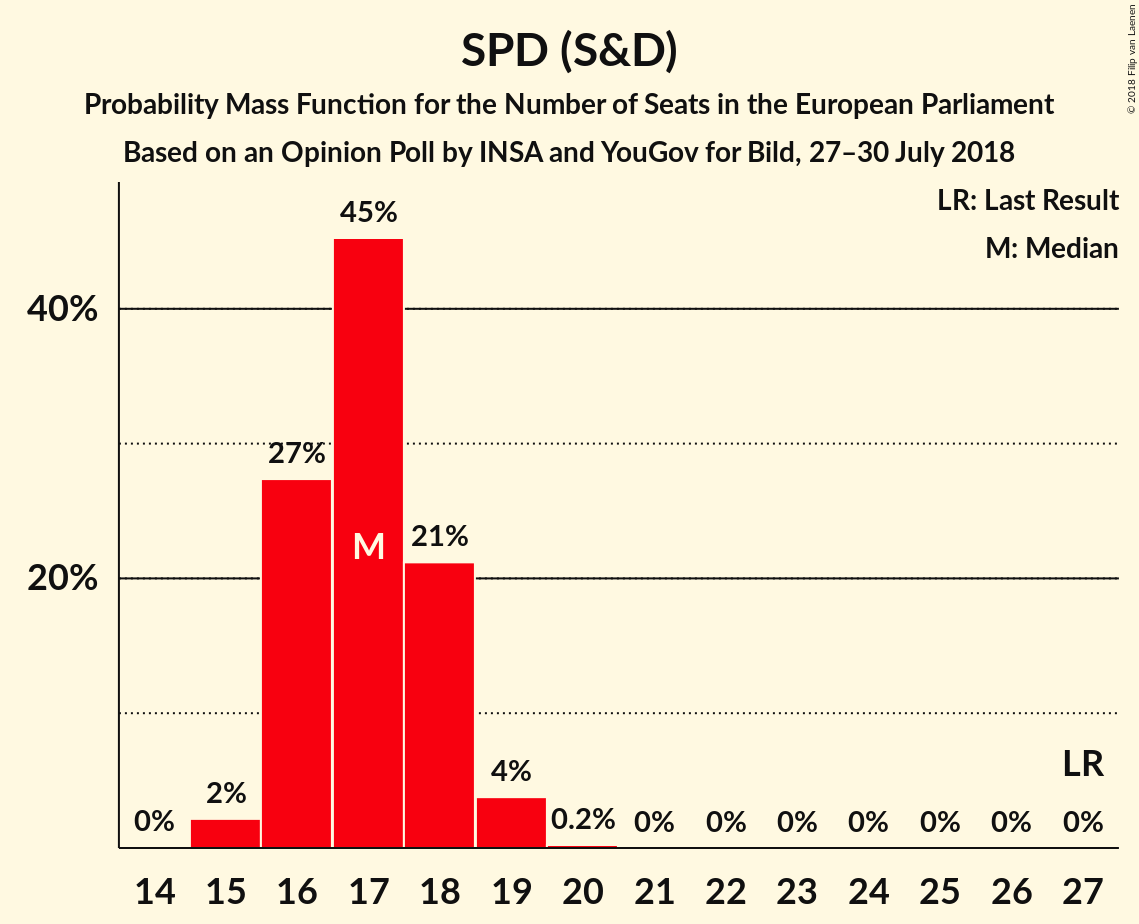 SPD (S&D)
Probability Mass Function for the Number of Seats in the European Parliament
Based on an Opinion Poll by INSA and YouGov for Bild, 27–30 July 2018
© 2018 Filip van Laenen
LR: Last Result
M: Median
45%
40%
27%
M
21%
20%
LR
4%
2%
0%
0.2%
0%
0%
0%
0%
0%
0%
0%
14 15 16 17 18 19 20 21 22 23 24 25 26 27